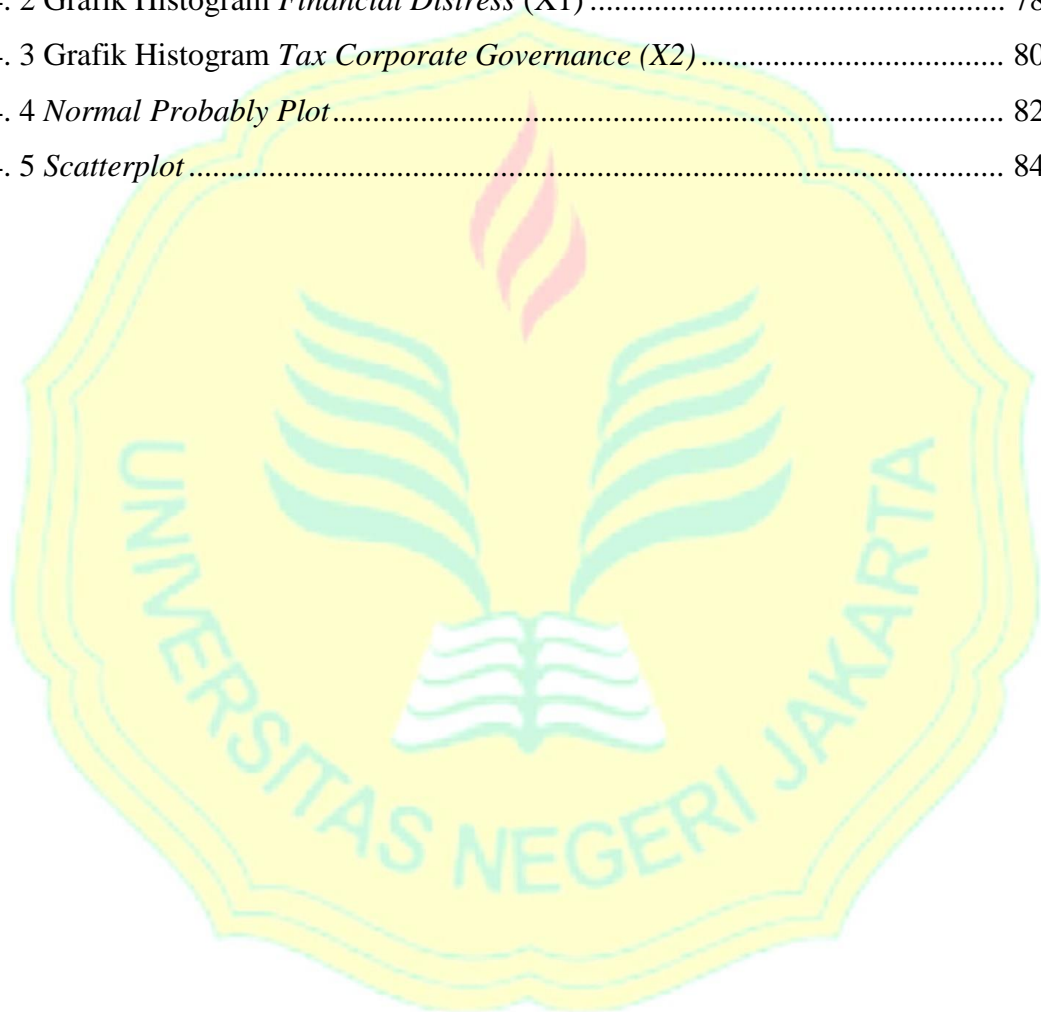 . 2 Grafik Histogram Financial Distress (X1) ........................................................ 78
. 3 Grafik Histogram Tax Corporate Governance (X2) ........................................ 80
. 4 Normal Probably Plot ...................................................................................... 82
. 5 Scatterplot ....................................................................................................... 84
UNIVERSITAS NEGERI JAKARTA